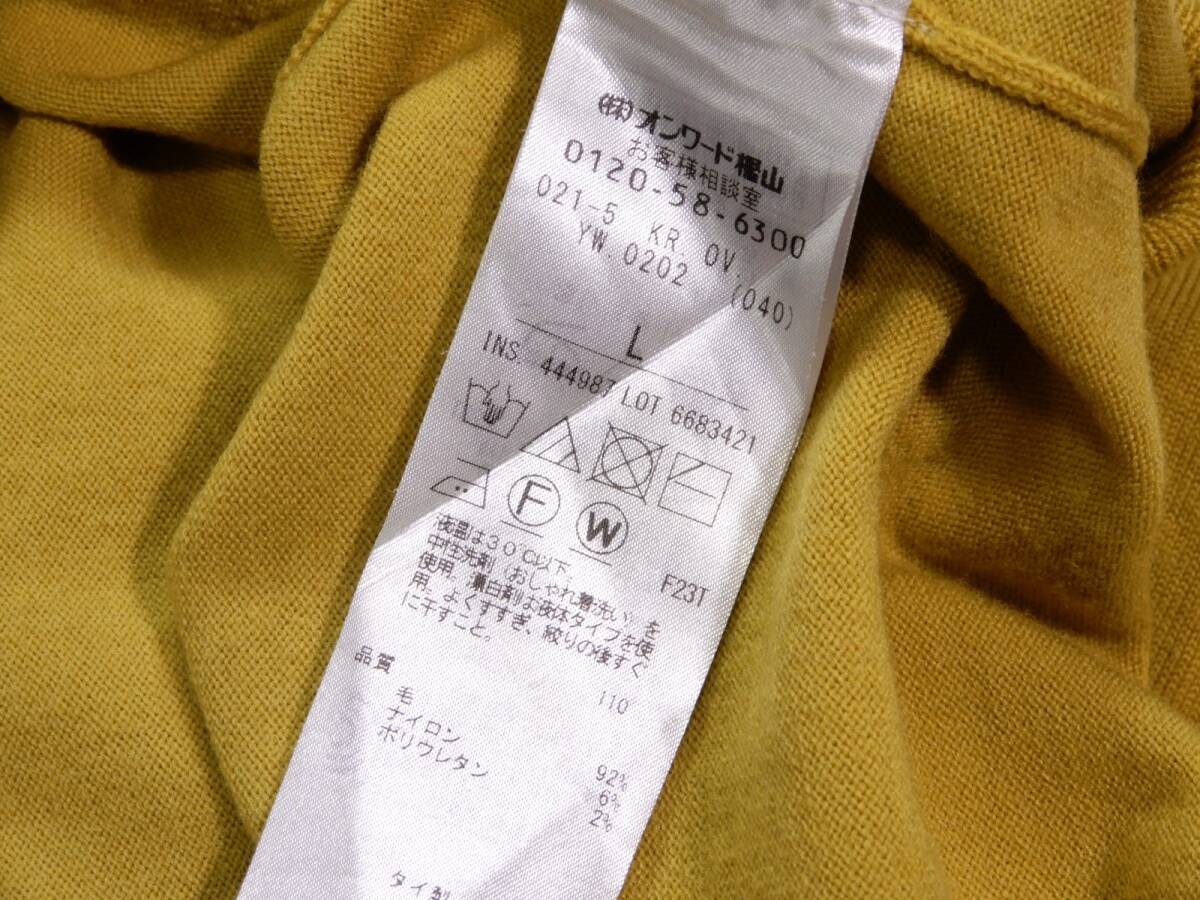 ㈱オンワード樫山
お客様相談室
0120-58-6300
021-5 KR 0V.
YW.0202 (040)
L
INS. 444987 LOT 6683421
F W
F23T
液温は30℃以下、
中性洗剤(おしゃれ着洗い)を
使用。漂白剤は液体タイプを使
用。よくすすぎ、絞りの後すぐ
に干すこと。
110
品質
毛 92%
ナイロン 6%
ポリウレタン 2%
タイ製